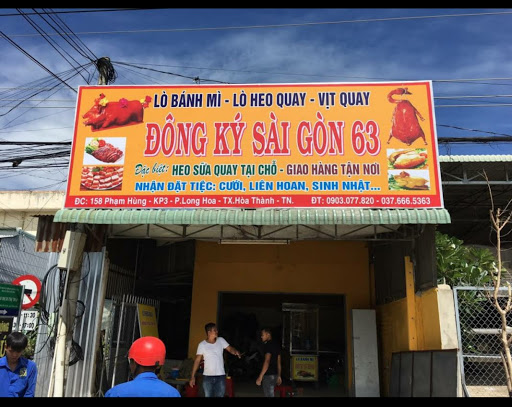 LÒ BÁNH MÌ - LÒ HEO QUAY - VỊT QUAY
ĐÔNG KÝ SÀI GÒN 63
Đặc biệt: HEO SỮA QUAY TẠI CHỖ - GIAO HÀNG TẬN NƠI
NHẬN ĐẶT TIỆC: CƯỚI, LIÊN HOAN, SINH NHẬT...
ĐC: 158 Phạm Hùng - KP3 - P.Long Hoa - TX.Hòa Thành - TN. ĐT: 0903.077.820 - 037.666.5363